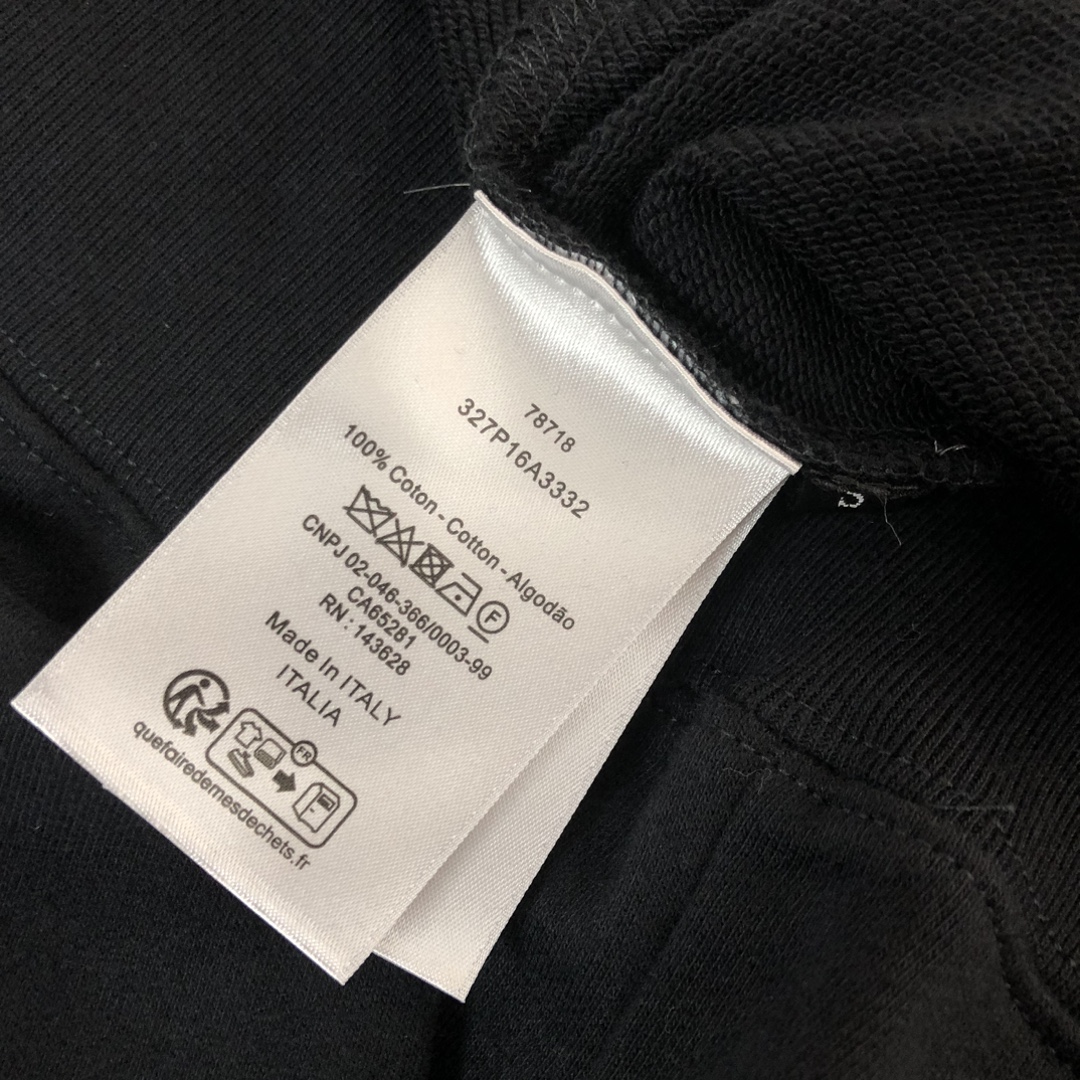 78718
327P16A3332
100% Coton - Cotton - Algodão
F
CNPJ 02-046-366/0003-99
CA65281
RN : 143628
Made In ITALY
ITALIA
FR
quefairedemesdechets.fr